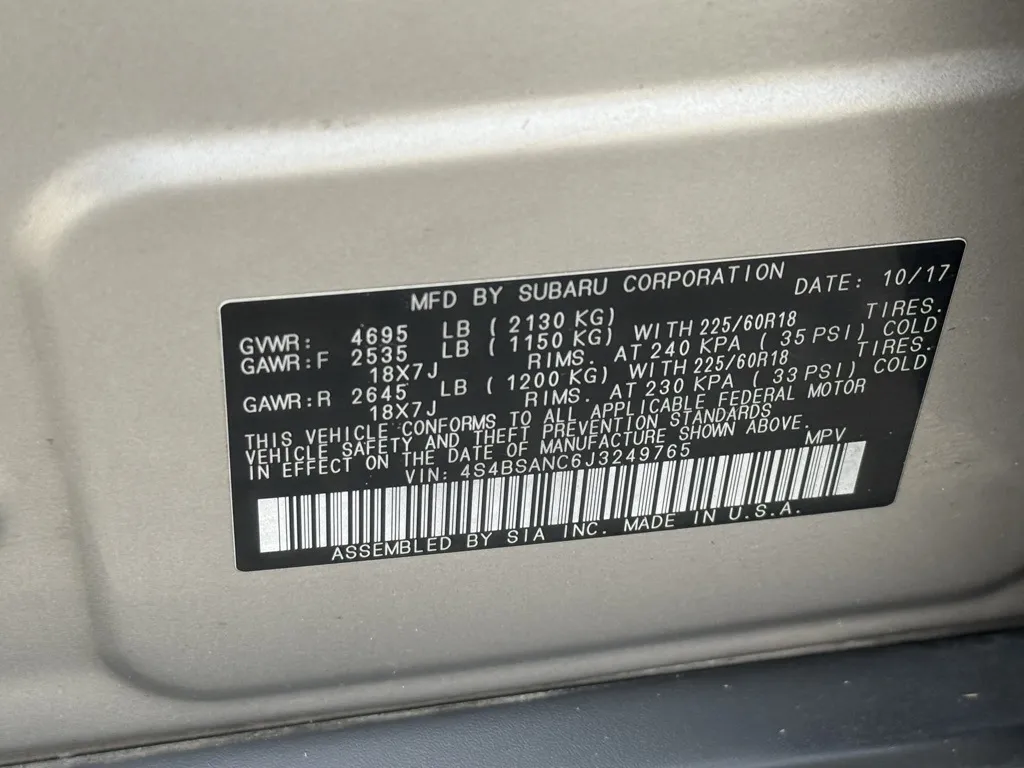 MFD BY SUBARU CORPORATION DATE: 10/17
GVWR: 4695 LB ( 2130 KG)
GAWR:F 2535 LB ( 1150 KG) WITH 225/60R18 TIRES.
18X7J RIMS. AT 240 KPA ( 35 PSI) COLD
GAWR:R 2645 LB ( 1200 KG) WITH 225/60R18 TIRES.
18X7J RIMS. AT 230 KPA ( 33 PSI) COLD
THIS VEHICLE CONFORMS TO ALL APPLICABLE FEDERAL MOTOR
VEHICLE SAFETY AND THEFT PREVENTION STANDARDS
IN EFFECT ON THE DATE OF MANUFACTURE SHOWN ABOVE.
VIN: 4S4BSANC6J3249765 MPV
ASSEMBLED BY SIA INC. MADE IN U.S.A.